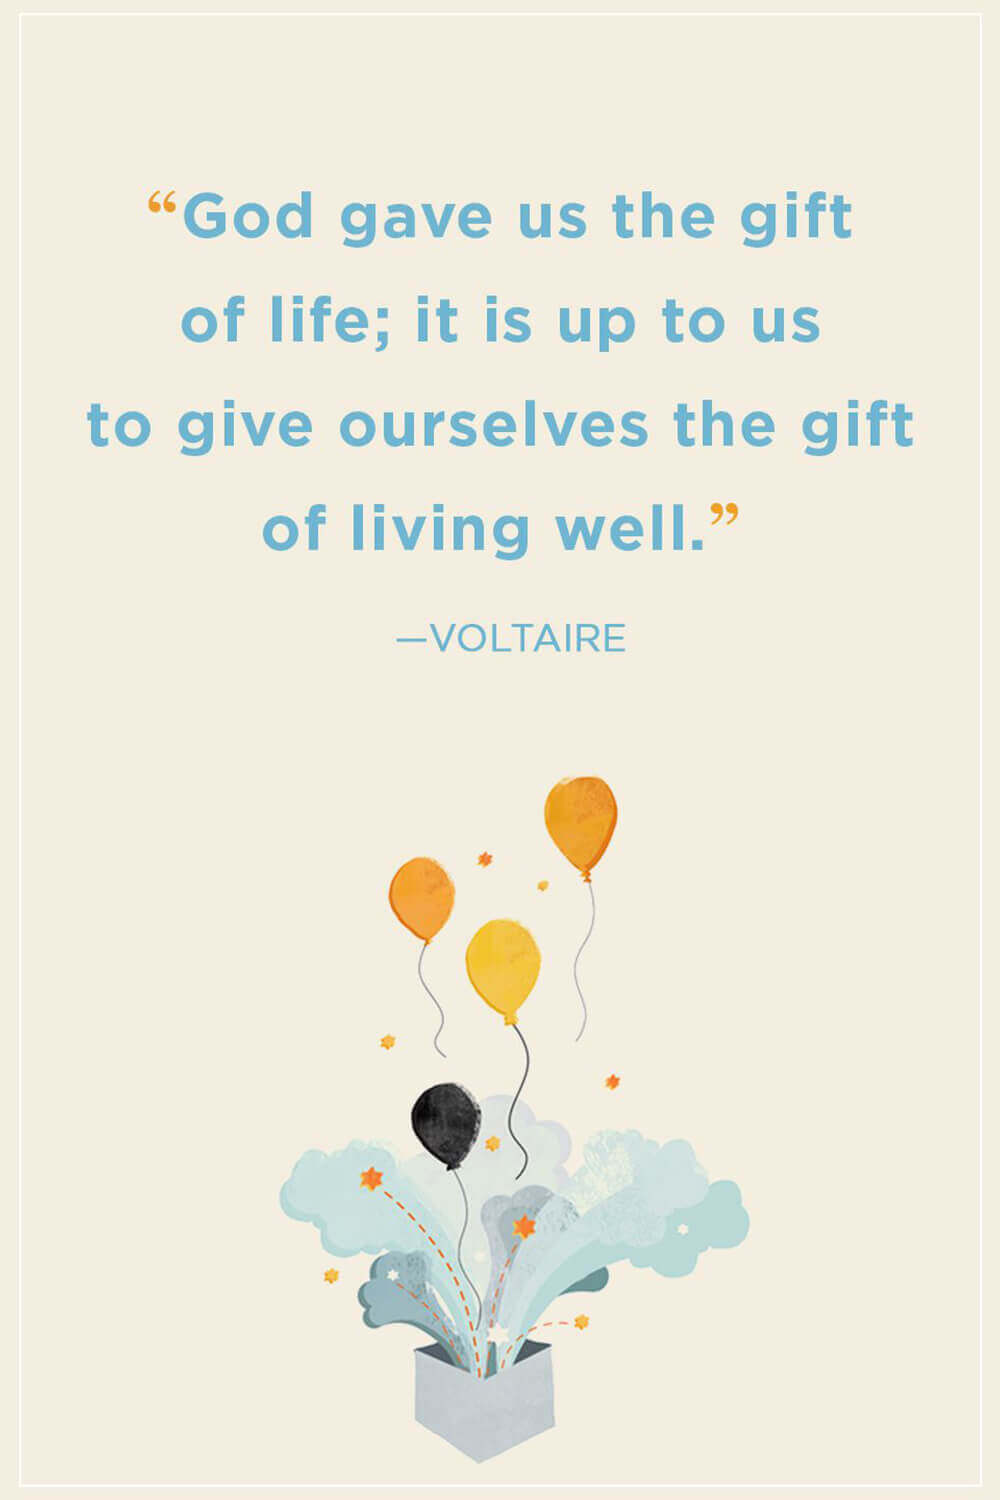 “God gave us the gift
of life; it is up to us
to give ourselves the gift
of living well.”
—VOLTAIRE